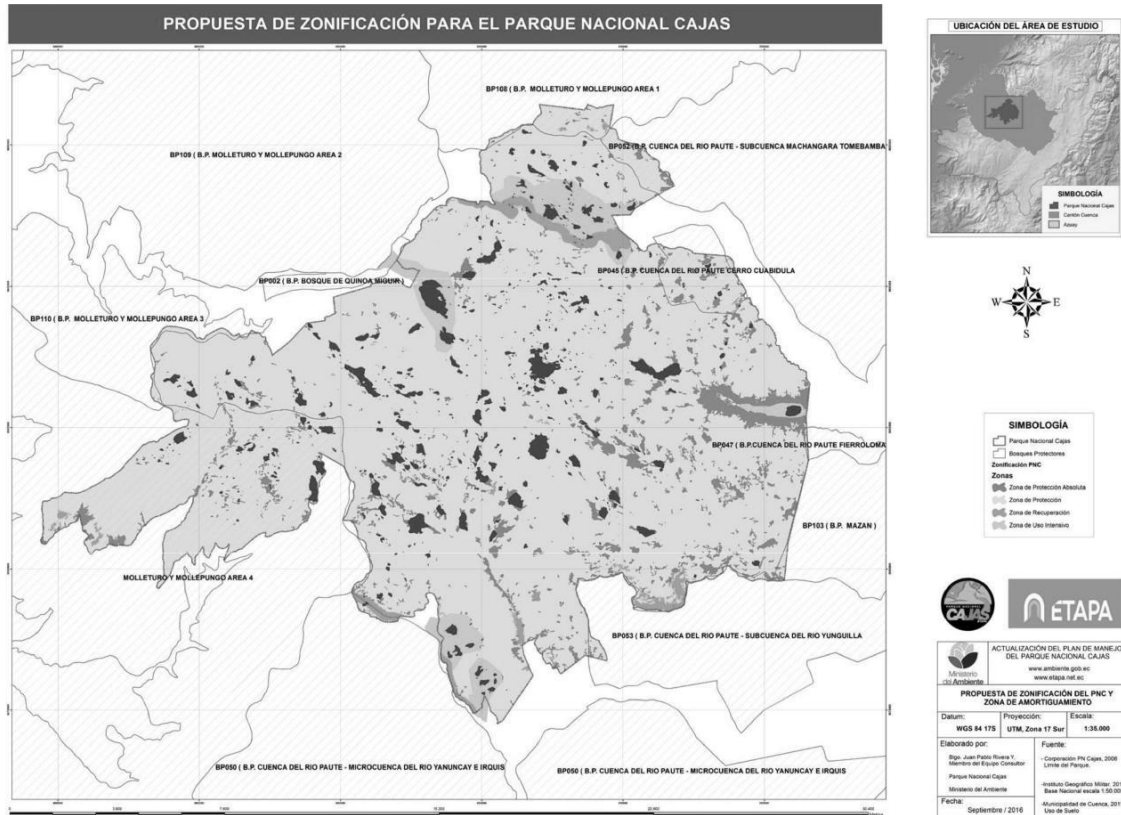 PROPUESTA DE ZONIFICACIÓN PARA EL PARQUE NACIONAL CAJAS
BP108 ( B.P. MOLLETURO Y MOLLEPUNGO AREA 1
BP109 ( B.P. MOLLETURO Y MOLLEPUNGO AREA 2
BP052 (B.P. CUENCA DEL RIO PAUTE - SUBCUENCA MACHANGARA TOMEBAMBA
BP045 ( B.P. CUENCA DEL RIO PAUTE CERRO CUABIDULA
BP002 ( B.P. BOSQUE DE QUINOA MIGUIR )
BP110 ( B.P. MOLLETURO Y MOLLEPUNGO AREA 3
BP047 ( B.P.CUENCA DEL RIO PAUTE FIERROLOMA
BP103 ( B.P. MAZAN )
MOLLETURO Y MOLLEPUNGO AREA 4
BP053 ( B.P. CUENCA DEL RIO PAUTE - SUBCUENCA DEL RIO YUNGUILLA
BP050 ( B.P. CUENCA DEL RIO PAUTE - MICROCUENCA DEL RIO YANUNCAY E IRQUIS
BP050 ( B.P. CUENCA DEL RIO PAUTE - MICROCUENCA DEL RIO YANUNCAY E IRQUIS
UBICACIÓN DEL ÁREA DE ESTUDIO
SIMBOLOGÍA
Parque Nacional Cajas
Cantón Cuenca
Azuay
N
W E
S
SIMBOLOGÍA
Parque Nacional Cajas
Bosques Protectores
Zonificación PNC
Zonas
Zona de Protección Absoluta
Zona de Protección
Zona de Recuperación
Zona de Uso Intensivo
PARQUE NACIONAL
CAJAS
ETAPA
Ministerio
del Ambiente
ACTUALIZACIÓN DEL PLAN DE MANEJO
DEL PARQUE NACIONAL CAJAS
www.ambiente.gob.ec
www.etapa.net.ec
PROPUESTA DE ZONIFICACIÓN DEL PNC Y
ZONA DE AMORTIGUAMIENTO
Datum: Proyección: Escala:
WGS 84 17S UTM, Zona 17 Sur 1:35.000
Elaborado por:
Blgo. Juan Pablo Rivera Y.
Miembro del Equipo Consultor
Parque Nacional Cajas
Ministerio del Ambiente
Fecha:
Septiembre / 2016
Fuente:
- Corporación PN Cajas, 2008
Límite del Parque.
-Instituto Geográfico Militar, 201
Base Nacional escala 1:50.000
-Municipalidad de Cuenca, 201
Uso de Suelo